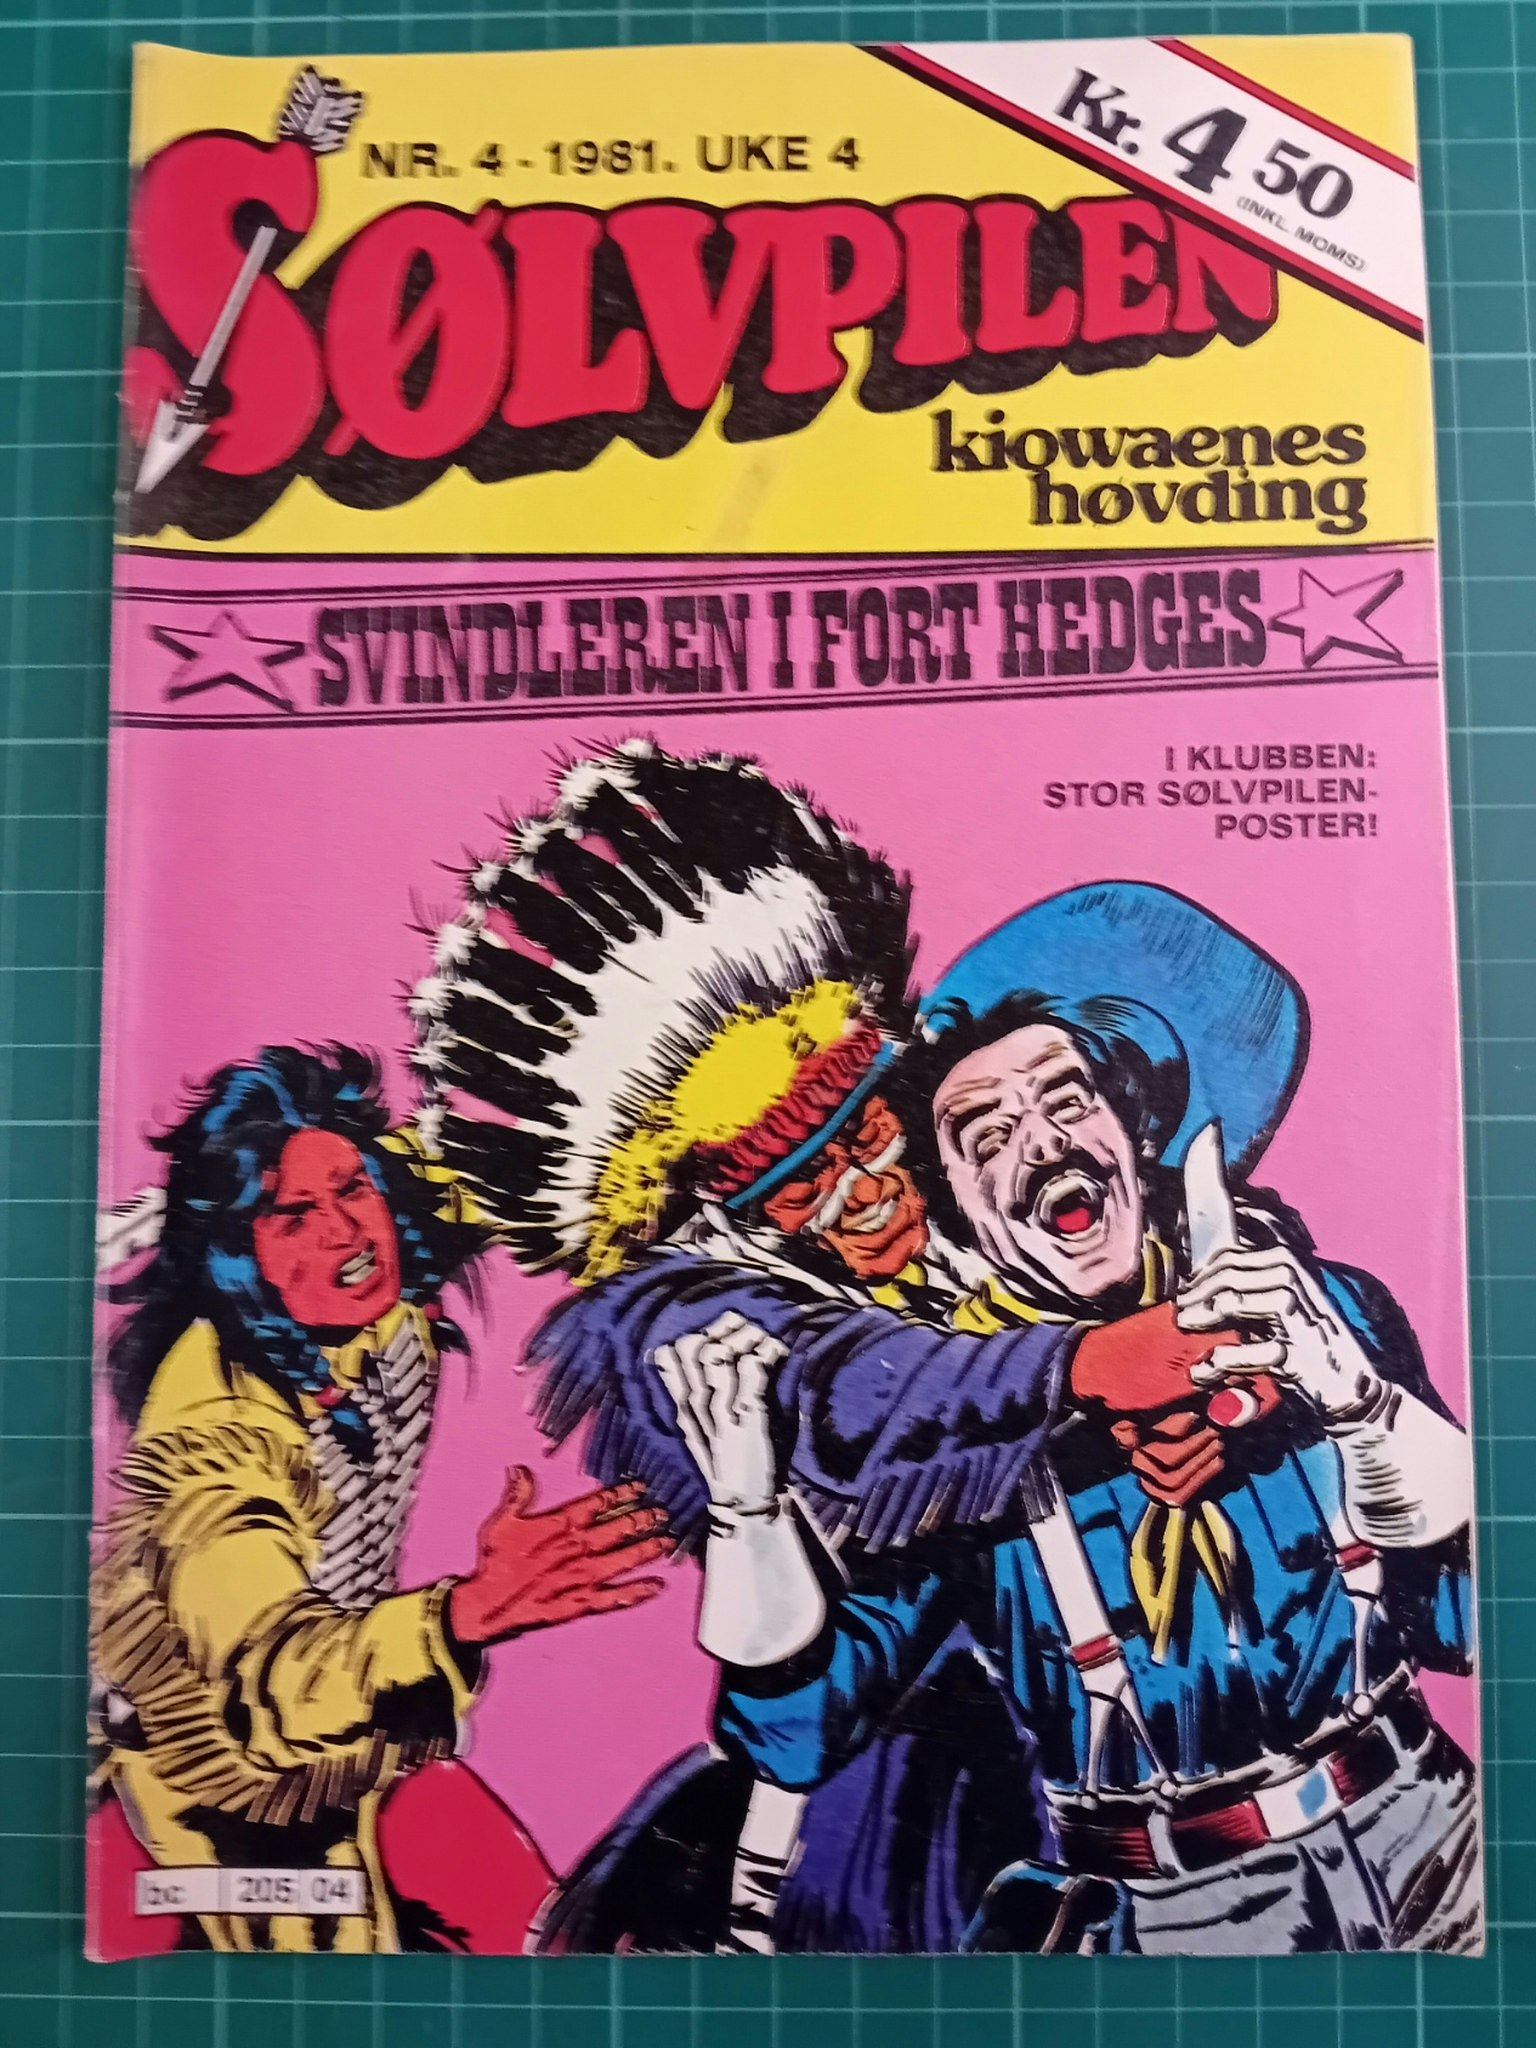 NR. 4 - 1981. UKE 4
Kr. 4 50
(INKL. MOMS)
SØLVPILEN
kiowaenes
høvding
SVINDLEREN I FORT HEDGES
I KLUBBEN:
STOR SØLVPILEN-
POSTER!
bc 205 04